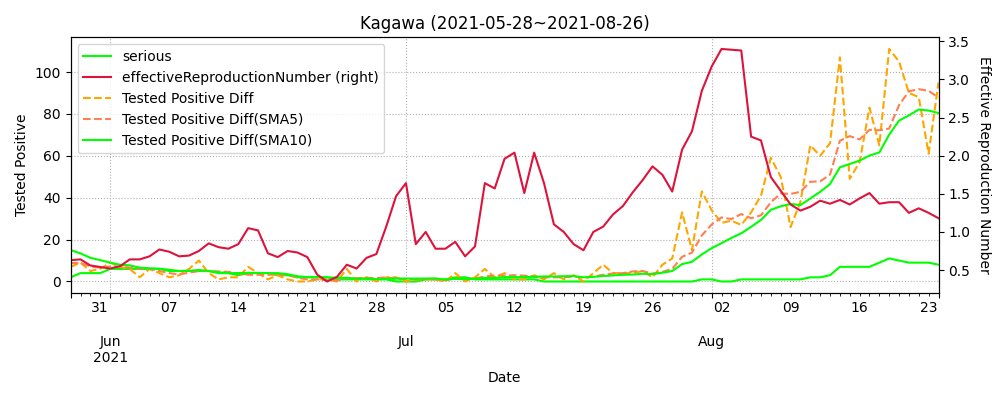 Kagawa (2021-05-28~2021-08-26)
serious
effectiveReproductionNumber (right)
Tested Positive Diff
Tested Positive Diff(SMA5)
Tested Positive Diff(SMA10)
Tested Positive
100
80
60
40
20
0
3.5
3.0
2.5
2.0
1.5
1.0
0.5
Effective Reproduction Number
31 07 14 21 28 05 12 19 26 02 09 16 23
Jun Jul Aug
2021
Date